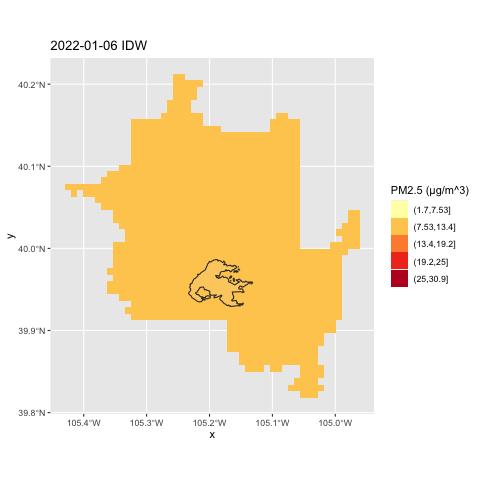 2022-01-06 IDW
40.2°N
40.1°N
40.0°N
39.9°N
39.8°N
y
105.4°W 105.3°W 105.2°W 105.1°W 105.0°W
x
PM2.5 (µg/m^3)
(1.7,7.53]
(7.53,13.4]
(13.4,19.2]
(19.2,25]
(25,30.9]